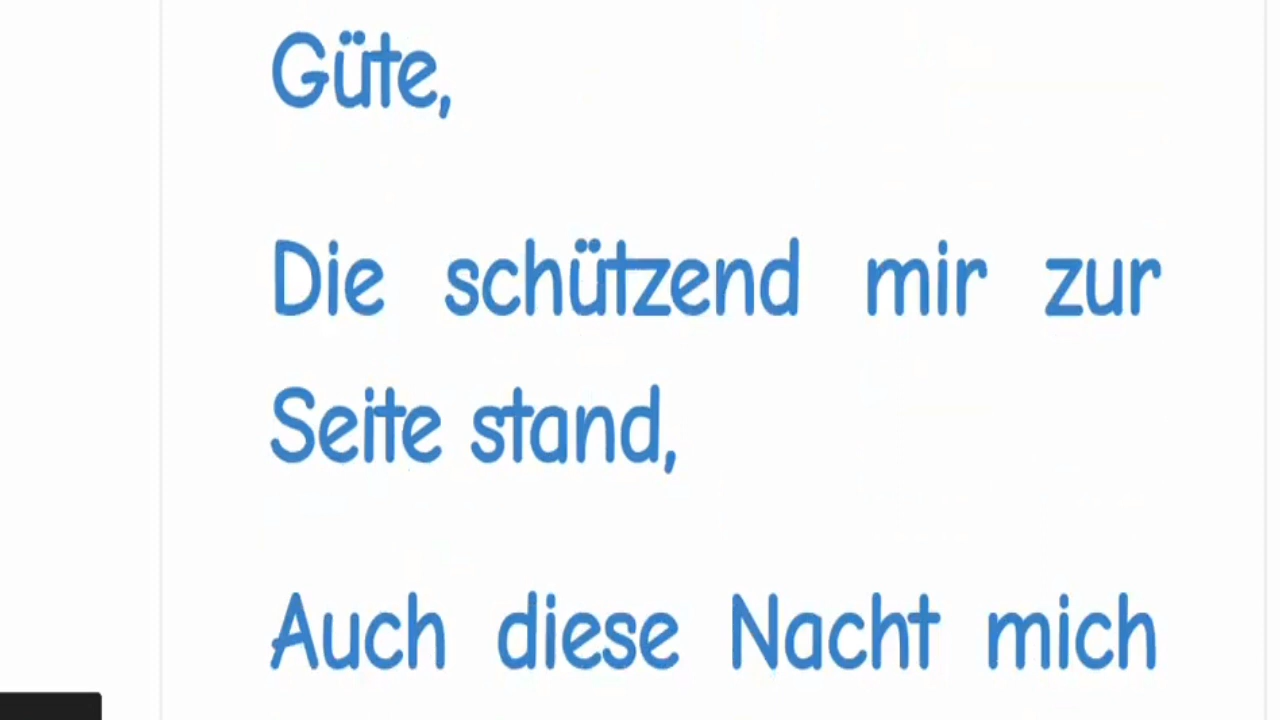 Güte,
Die schützend mir zur
Seite stand,
Auch diese Nacht mich